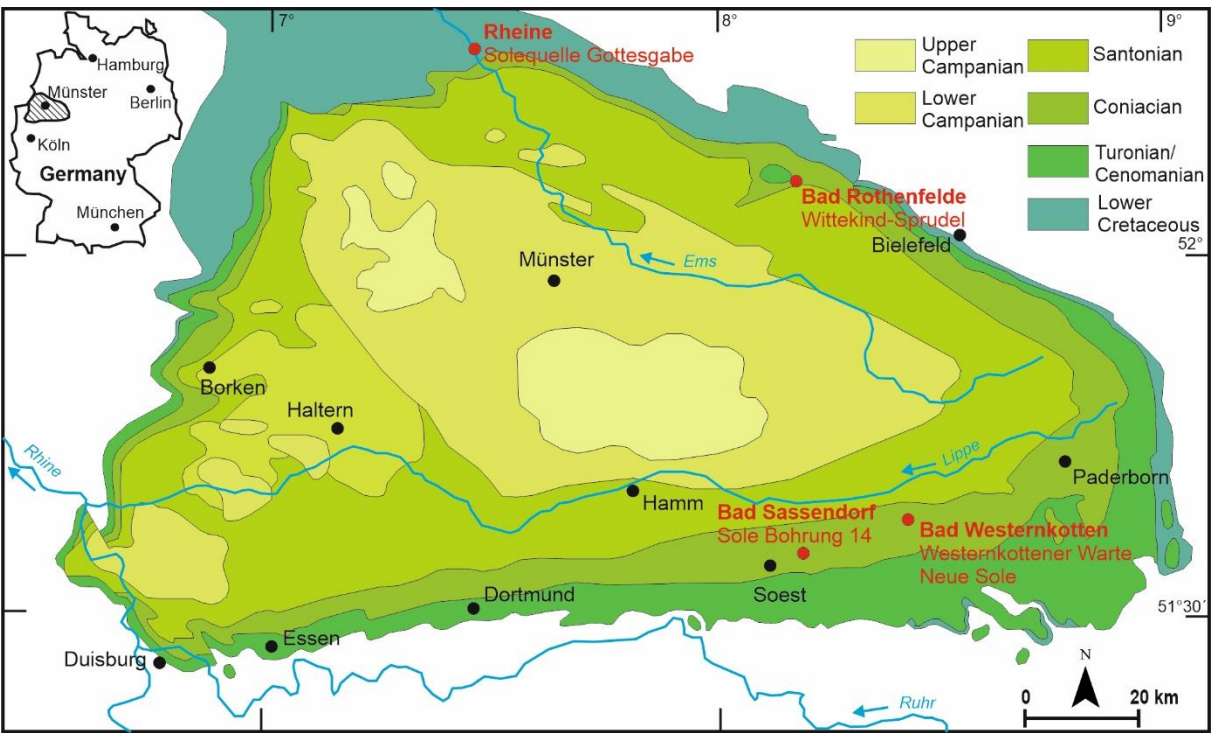 7°
8°
9°
Hamburg
Münster
Berlin
Köln
Germany
München
Rheine
Solequelle Gottesgabe
Upper
Campanian
Lower
Campanian
Santonian
Coniacian
Turonian/
Cenomanian
Lower
Cretaceous
Bad Rothenfelde
Wittekind-Sprudel
Bielefeld
52°
Münster
Ems
Borken
Haltern
Rhine
Lippe
Paderborn
Hamm
Bad Sassendorf
Sole Bohrung 14
Bad Westernkotten
Westernkottener Warte
Neue Sole
Soest
Dortmund
51°30´
Essen
Duisburg
Ruhr
N
0 20 km